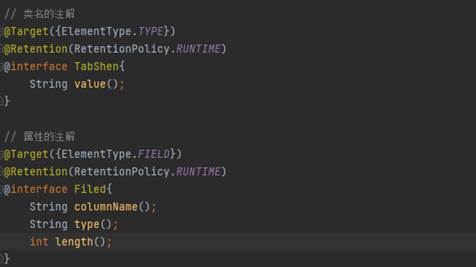 // 类名的注解
@Target({ElementType.TYPE})
@Retention(RetentionPolicy.RUNTIME)
@interface TabShen{
    String value();
}

// 属性的注解
@Target({ElementType.FIELD})
@Retention(RetentionPolicy.RUNTIME)
@interface Filed{
    String columnName();
    String type();
    int length();
}